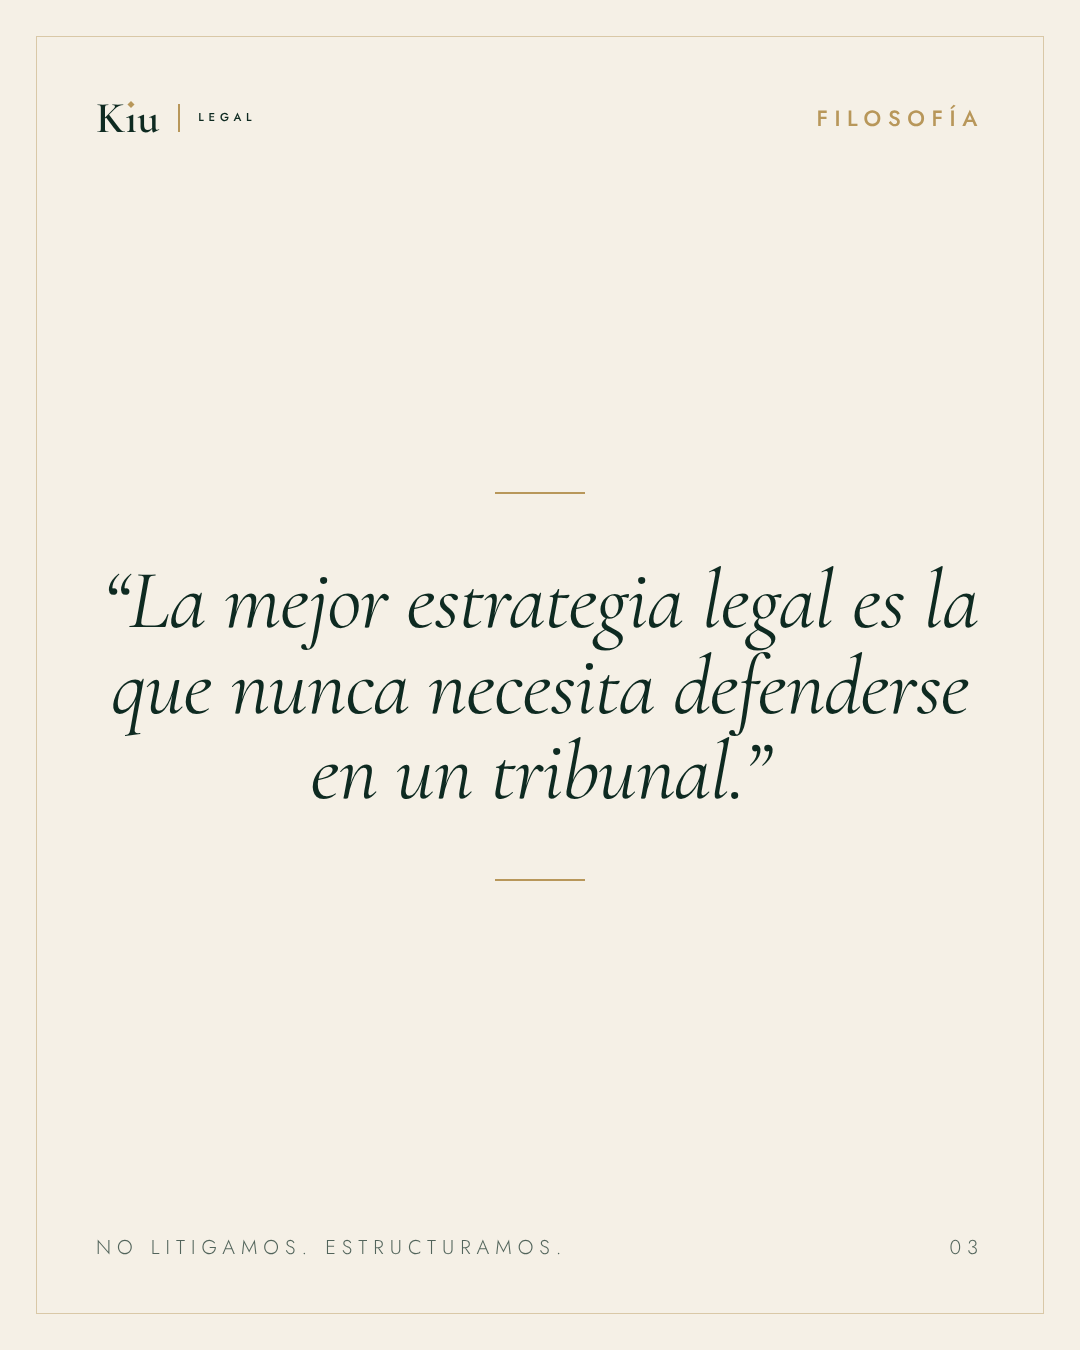 Kiu | LEGAL
FILOSOFÍA
“La mejor estrategia legal es la
que nunca necesita defenderse
en un tribunal.”
NO LITIGAMOS. ESTRUCTURAMOS.
03